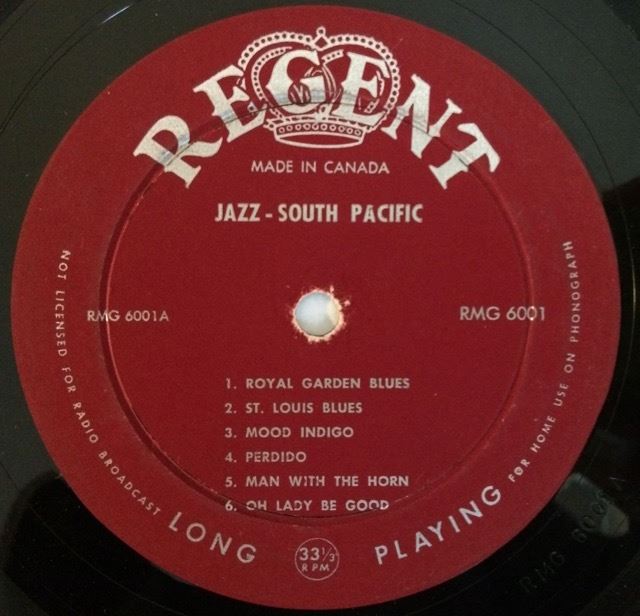 REGENT
MADE IN CANADA
JAZZ - SOUTH PACIFIC
RMG 6001A
RMG 6001
1. ROYAL GARDEN BLUES
2. ST. LOUIS BLUES
3. MOOD INDIGO
4. PERDIDO
5. MAN WITH THE HORN
6. OH LADY BE GOOD
NOT LICENSED FOR RADIO BROADCAST
LONG PLAYING
FOR HOME USE ON PHONOGRAPH
33 1/3
RPM